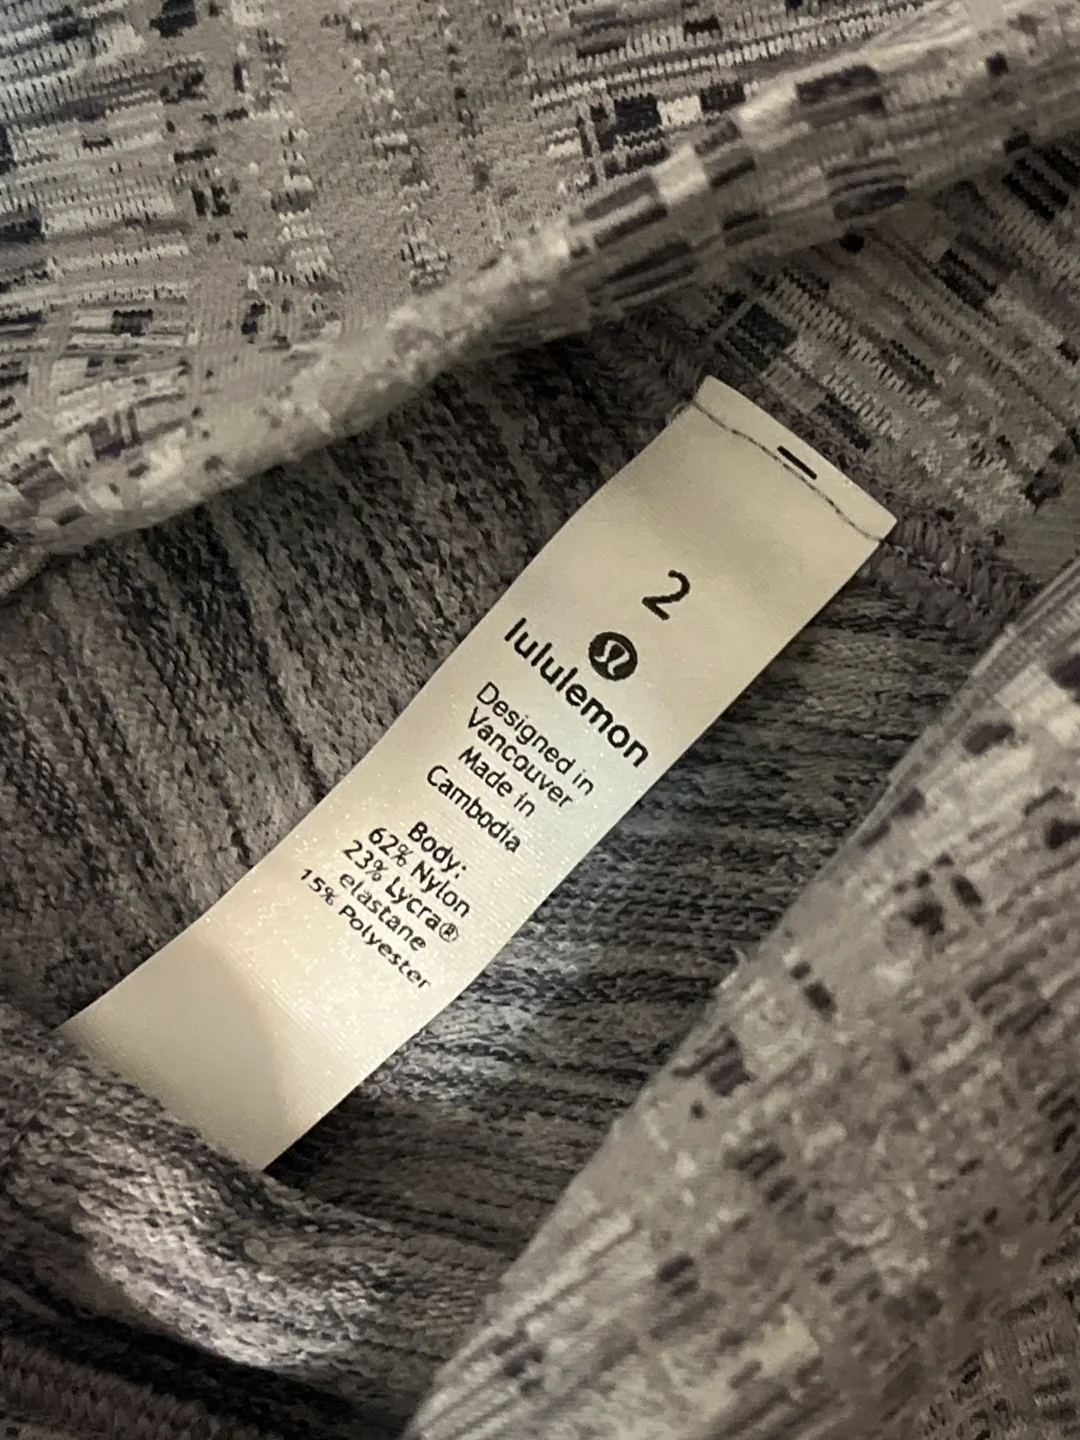 2
lululemon
Designed in
Vancouver
Made in
Cambodia
Body:
62% Nylon
23% Lycra®
elastane
15% Polyester